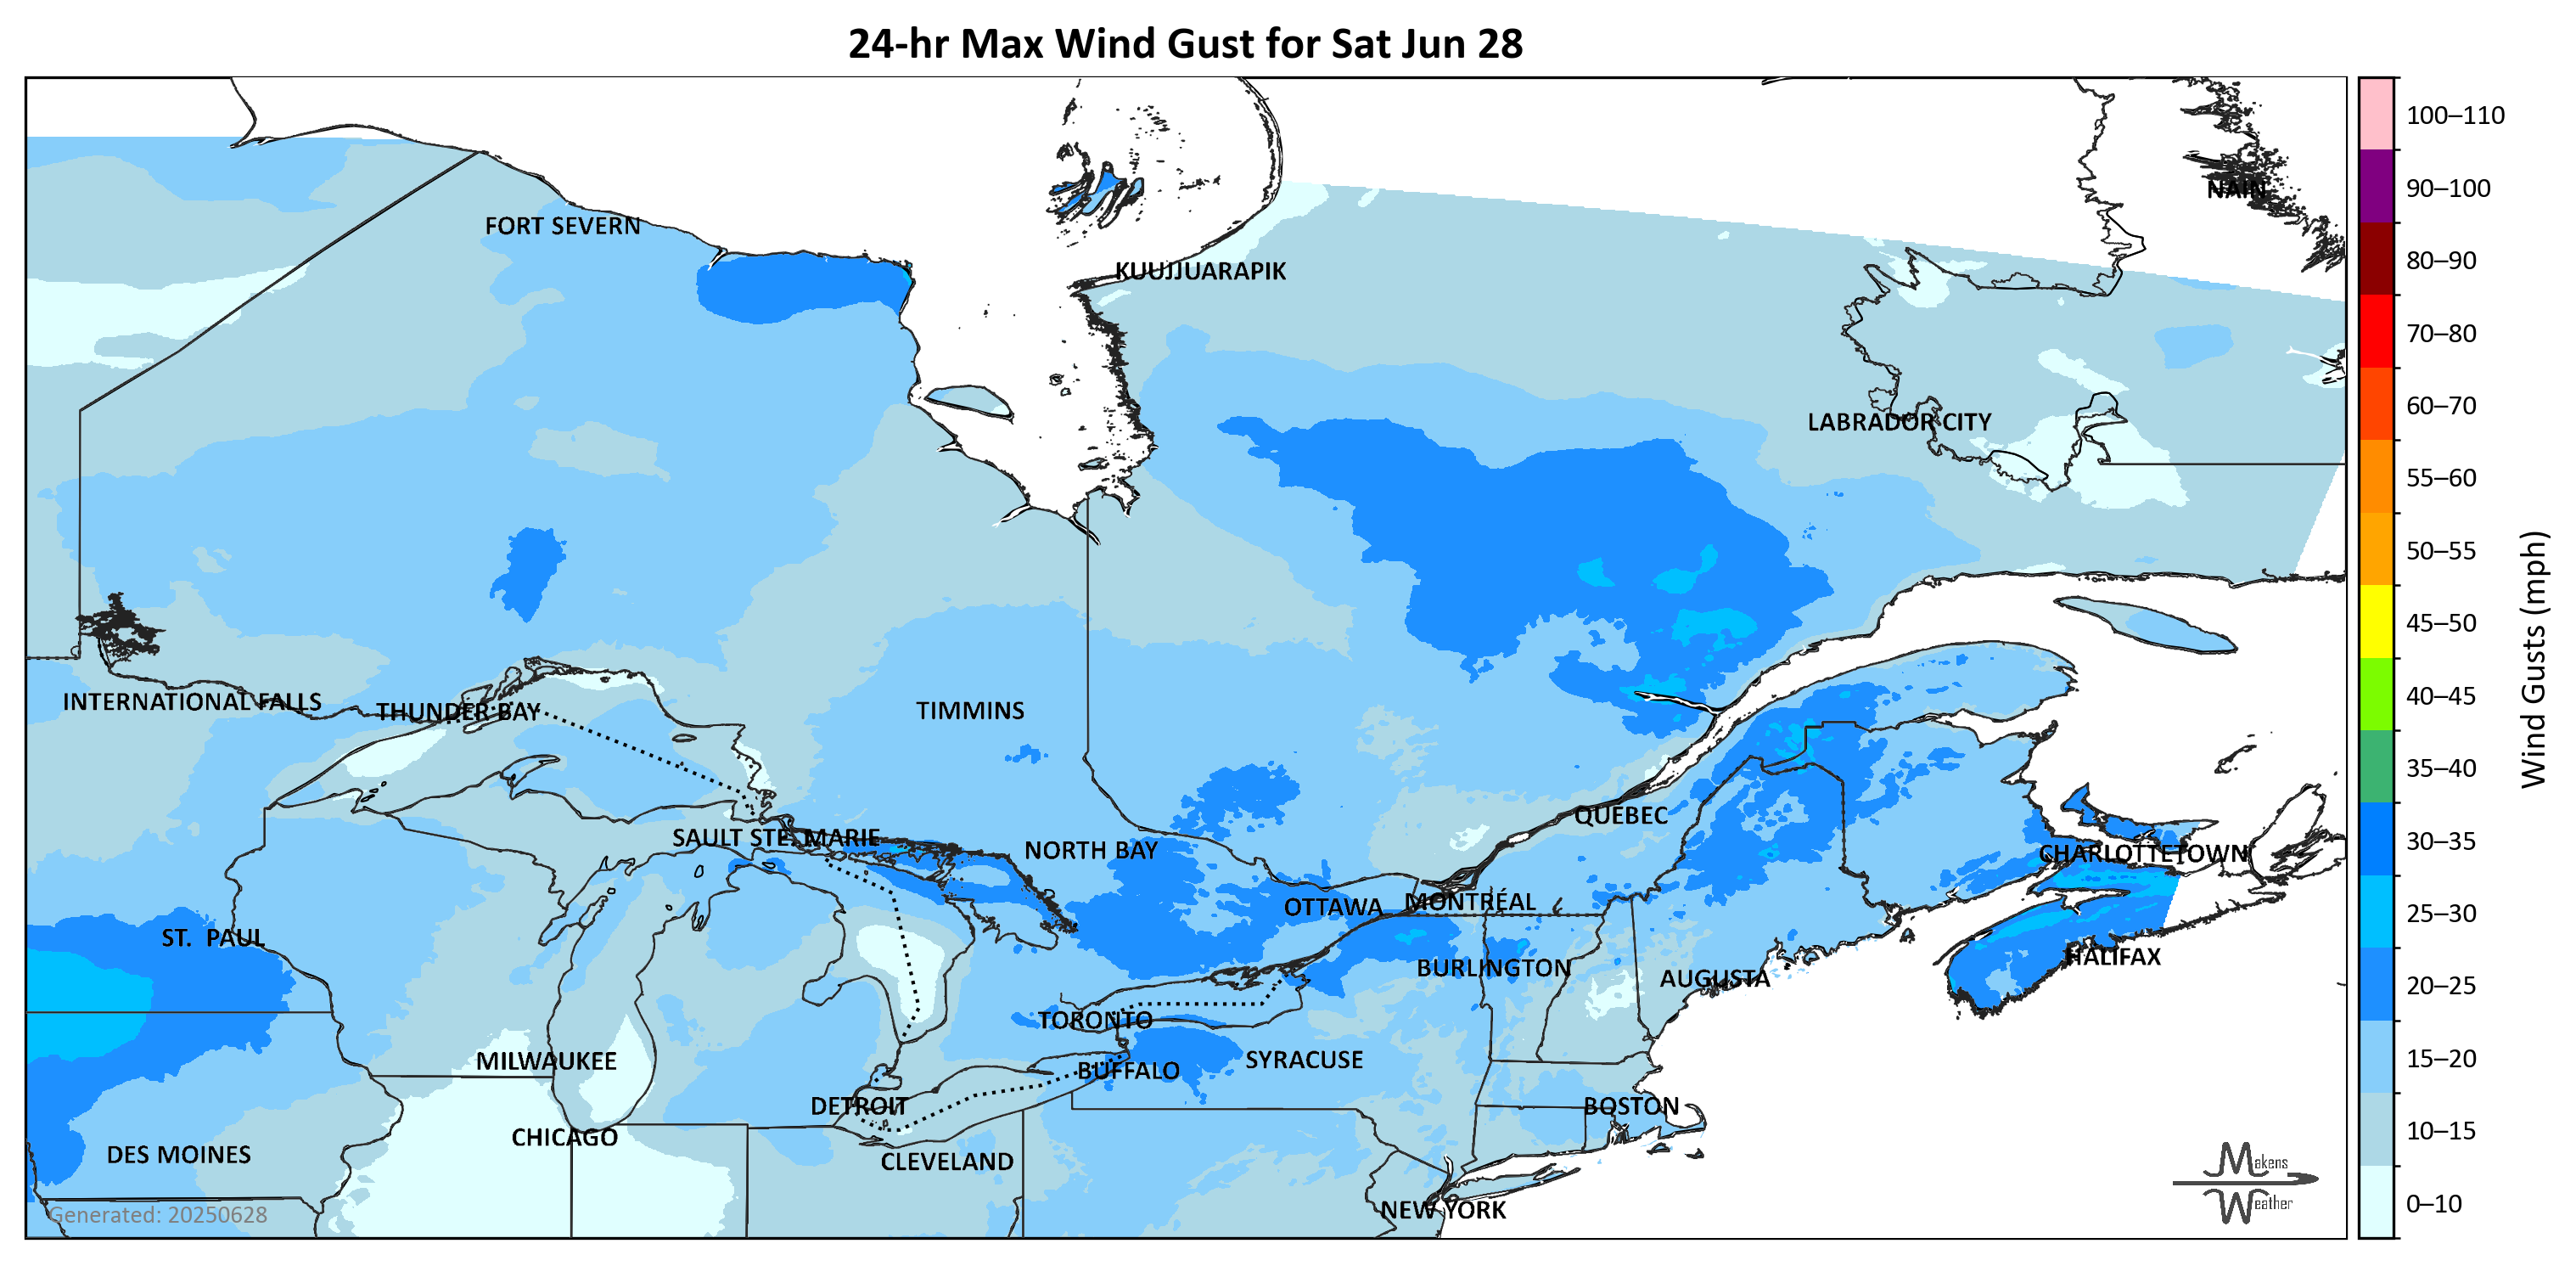 24-hr Max Wind Gust for Sat Jun 28
100–110
90–100
NAIN
FORT SEVERN
80–90
KUUJJUARAPIK
70–80
60–70
LABRADOR CITY
55–60
50–55
45–50
Wind Gusts (mph)
40–45
INTERNATIONAL FALLS
THUNDER BAY
TIMMINS
35–40
QUÉBEC
30–35
SAULT STE. MARIE
NORTH BAY
CHARLOTTETOWN
OTTAWA
MONTRÉAL
25–30
ST. PAUL
HALIFAX
BURLINGTON
AUGUSTA
20–25
TORONTO
MILWAUKEE
SYRACUSE
15–20
BUFFALO
DETROIT
BOSTON
CHICAGO
10–15
DES MOINES
CLEVELAND
Makens
Weather
NEW YORK
0–10
Generated: 20250628